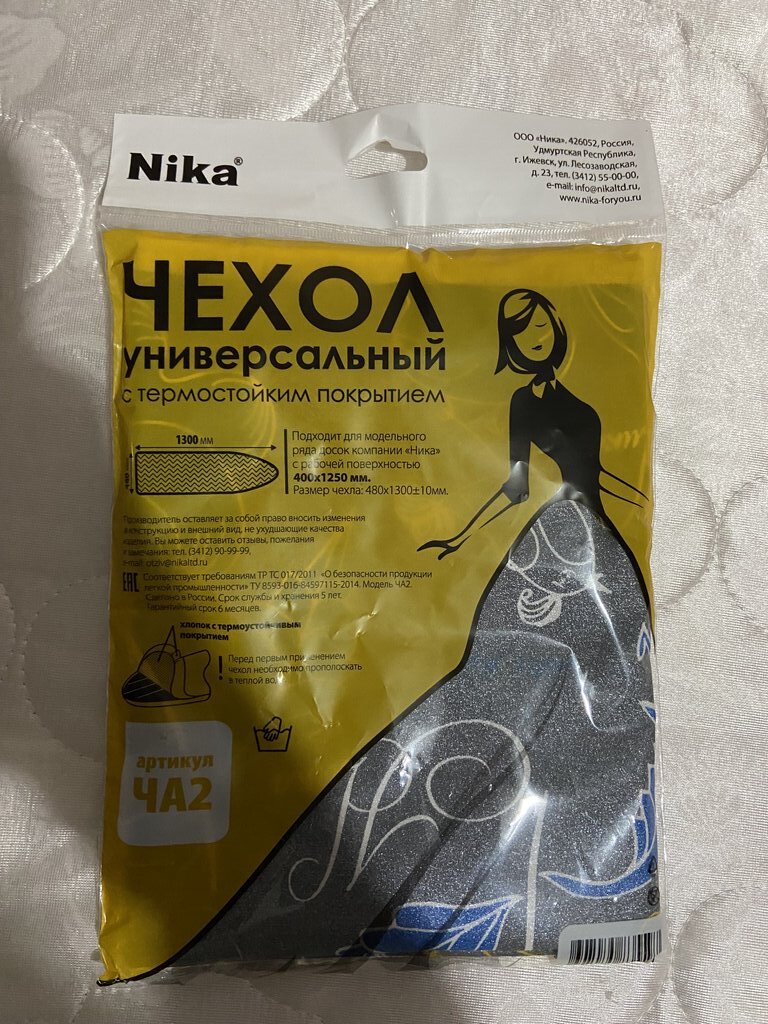 Nika®
ООО «Ника». 426052, Россия,
Удмуртская Республика,
г. Ижевск, ул. Лесозаводская,
д. 23, тел. (3412) 55-00-00,
e-mail: info@nikaltd.ru,
www.nika-foryou.ru
ЧЕХОЛ
универсальный
с термостойким покрытием
1300 мм
Подходит для модельного
ряда досок компании «Ника»
с рабочей поверхностью
400х1250 мм.
Размер чехла: 480х1300±10мм.
Производитель оставляет за собой право вносить изменения
в конструкцию и внешний вид, не ухудшающие качества
изделия. Вы можете оставить отзывы, пожелания
и замечания: тел. (3412) 90-99-99,
e-mail: otziv@nikaltd.ru
ЕАС Соответствует требованиям ТР ТС 017/2011 «О безопасности продукции
легкой промышленности» ТУ 8593-016-84597115-2014. Модель ЧА2.
Сделано в России. Срок службы и хранения 5 лет.
Гарантийный срок 6 месяцев.
хлопок с термоустойчивым
покрытием
! Перед первым применением
чехол необходимо прополоскать
в теплой воде
артикул
ЧА2